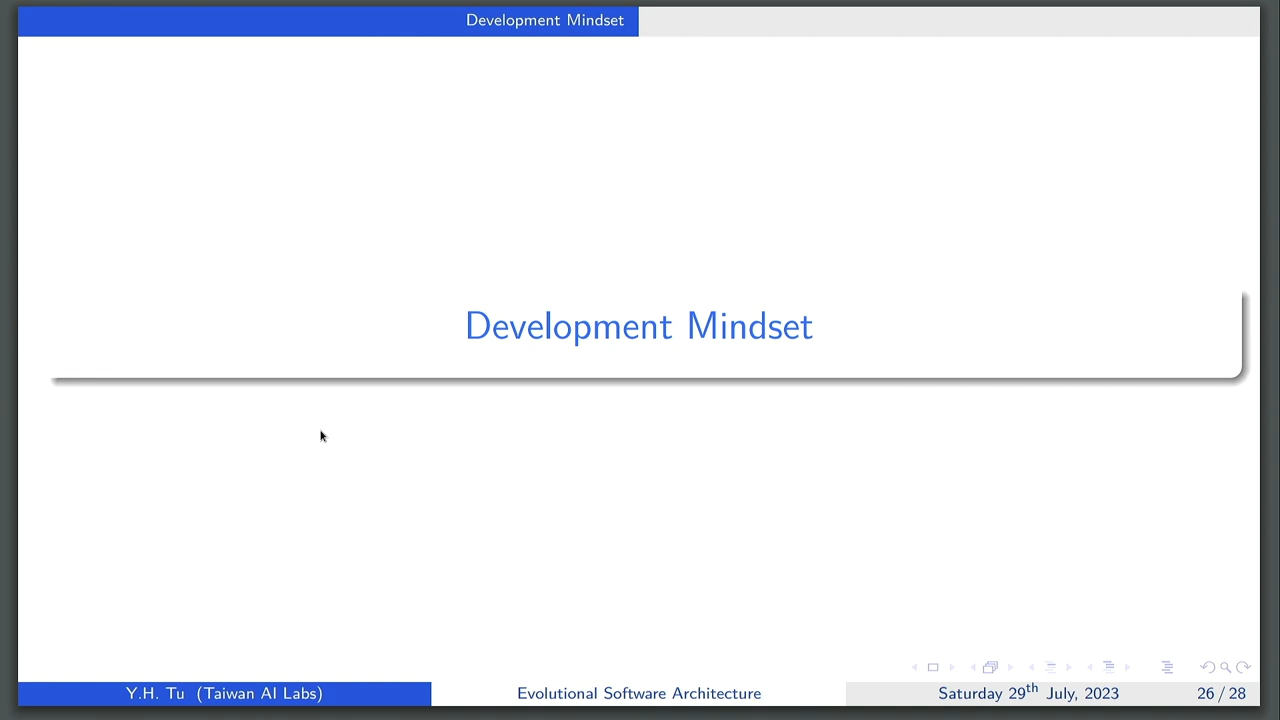 Development Mindset
Development Mindset
Y.H. Tu (Taiwan AI Labs)
Evolutional Software Architecture
Saturday 29th July, 2023
26 / 28